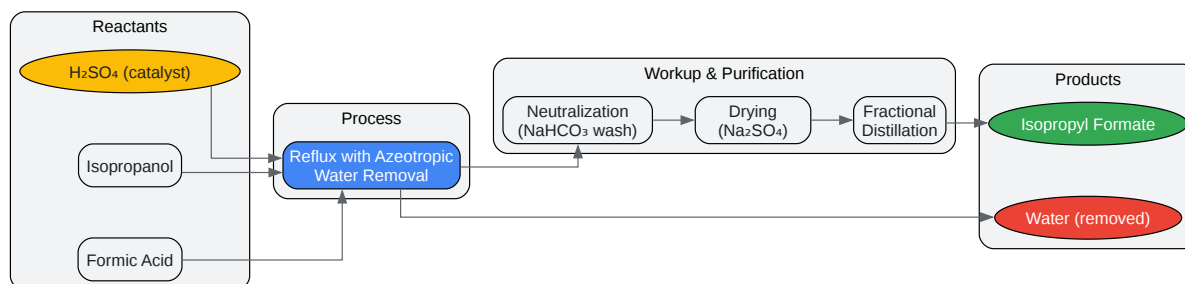 Reactants
H₂SO₄ (catalyst)
Isopropanol
Formic Acid
Process
Reflux with Azeotropic
Water Removal
Workup & Purification
Neutralization
(NaHCO₃ wash)
Drying
(Na₂SO₄)
Fractional
Distillation
Products
Isopropyl Formate
Water (removed)